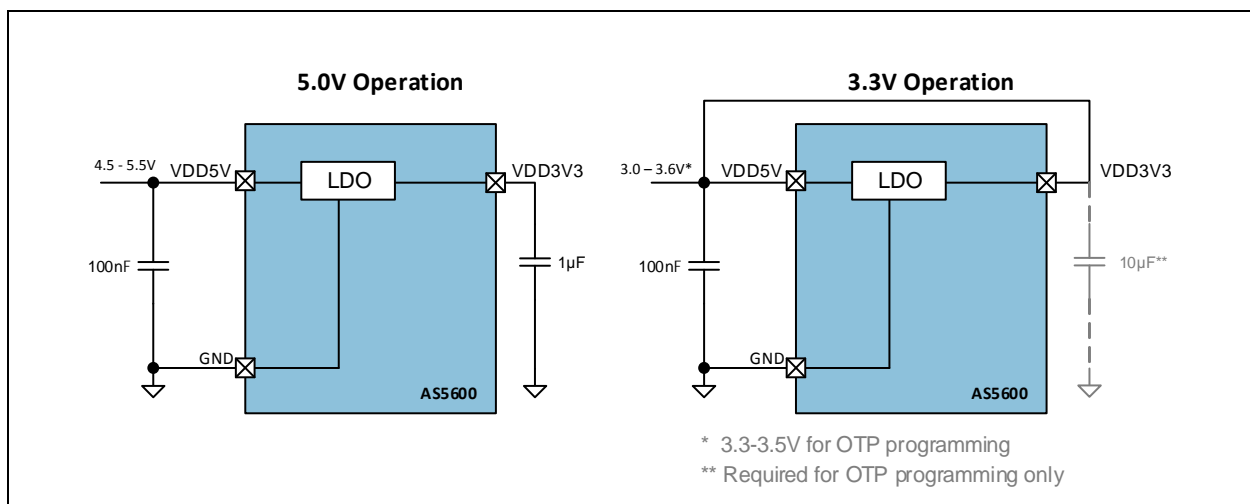 5.0V Operation
4.5 - 5.5V
VDD5V
LDO
VDD3V3
100nF
1µF
GND
AS5600
3.3V Operation
3.0 – 3.6V*
VDD5V
LDO
VDD3V3
100nF
10µF**
GND
AS5600
* 3.3-3.5V for OTP programming
** Required for OTP programming only